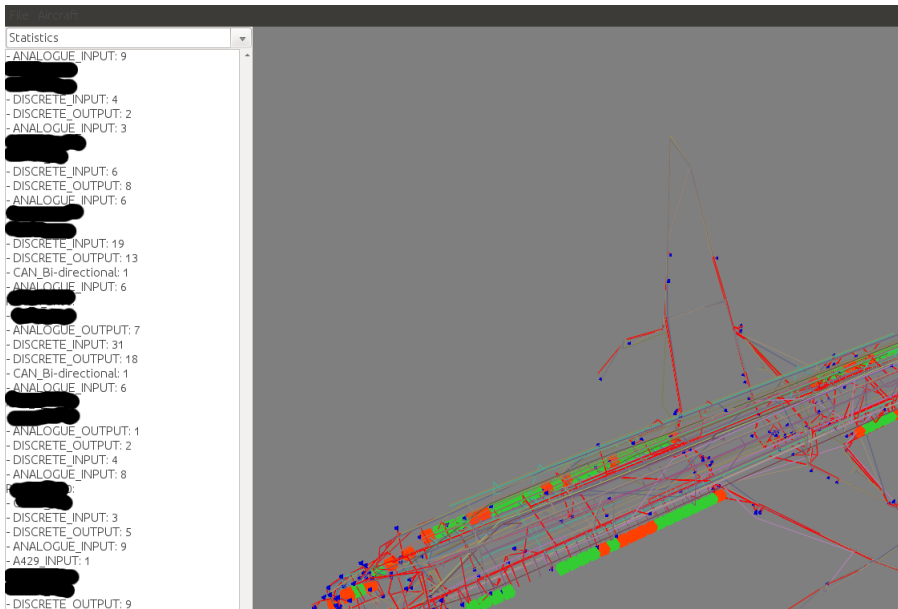 File Aircraft
Statistics
- ANALOGUE_INPUT: 9
- DISCRETE_INPUT: 4
- DISCRETE_OUTPUT: 2
- ANALOGUE_INPUT: 3
- DISCRETE_INPUT: 6
- DISCRETE_OUTPUT: 8
- ANALOGUE_INPUT: 6
- DISCRETE_INPUT: 19
- DISCRETE_OUTPUT: 13
- CAN_Bi-directional: 1
- ANALOGUE_INPUT: 6
- ANALOGUE_OUTPUT: 7
- DISCRETE_INPUT: 31
- DISCRETE_OUTPUT: 18
- CAN_Bi-directional: 1
- ANALOGUE_INPUT: 6
- ANALOGUE_OUTPUT: 1
- DISCRETE_OUTPUT: 2
- DISCRETE_INPUT: 4
- ANALOGUE_INPUT: 8
- DISCRETE_INPUT: 3
- DISCRETE_OUTPUT: 5
- ANALOGUE_INPUT: 9
- A429_INPUT: 1
- DISCRETE_OUTPUT: 9